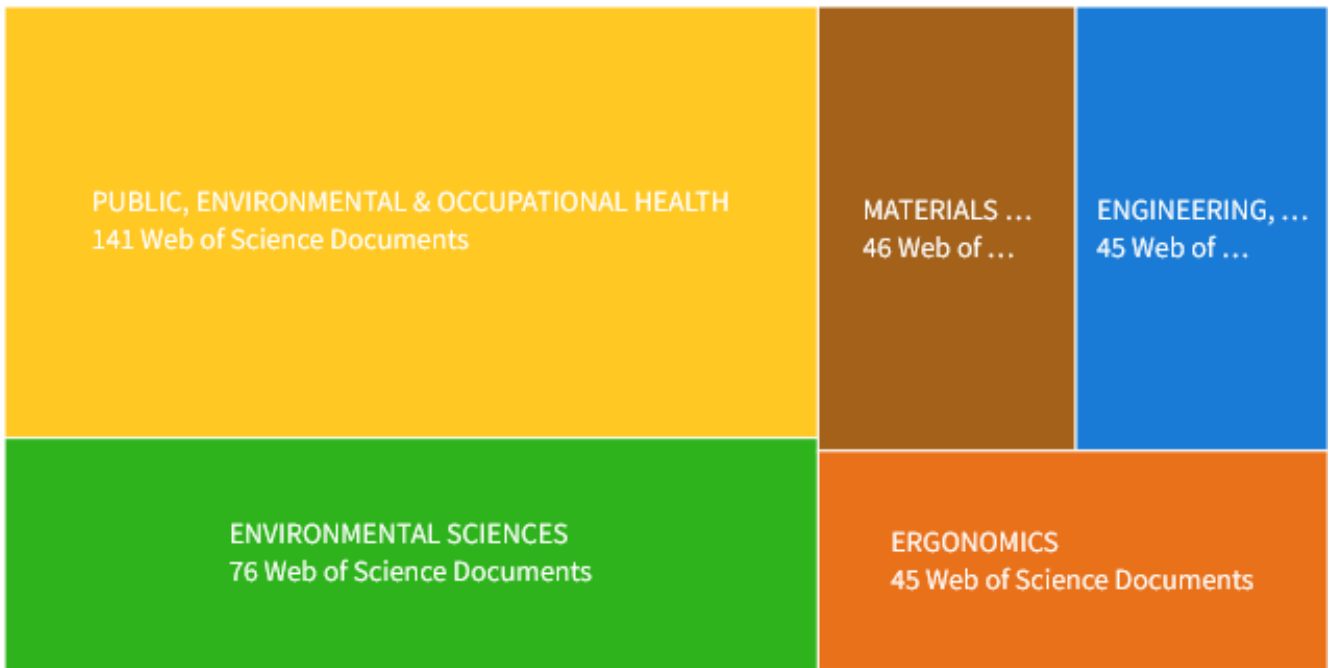 PUBLIC, ENVIRONMENTAL & OCCUPATIONAL HEALTH
141 Web of Science Documents
MATERIALS ...
46 Web of ...
ENGINEERING, ...
45 Web of ...
ENVIRONMENTAL SCIENCES
76 Web of Science Documents
ERGONOMICS
45 Web of Science Documents